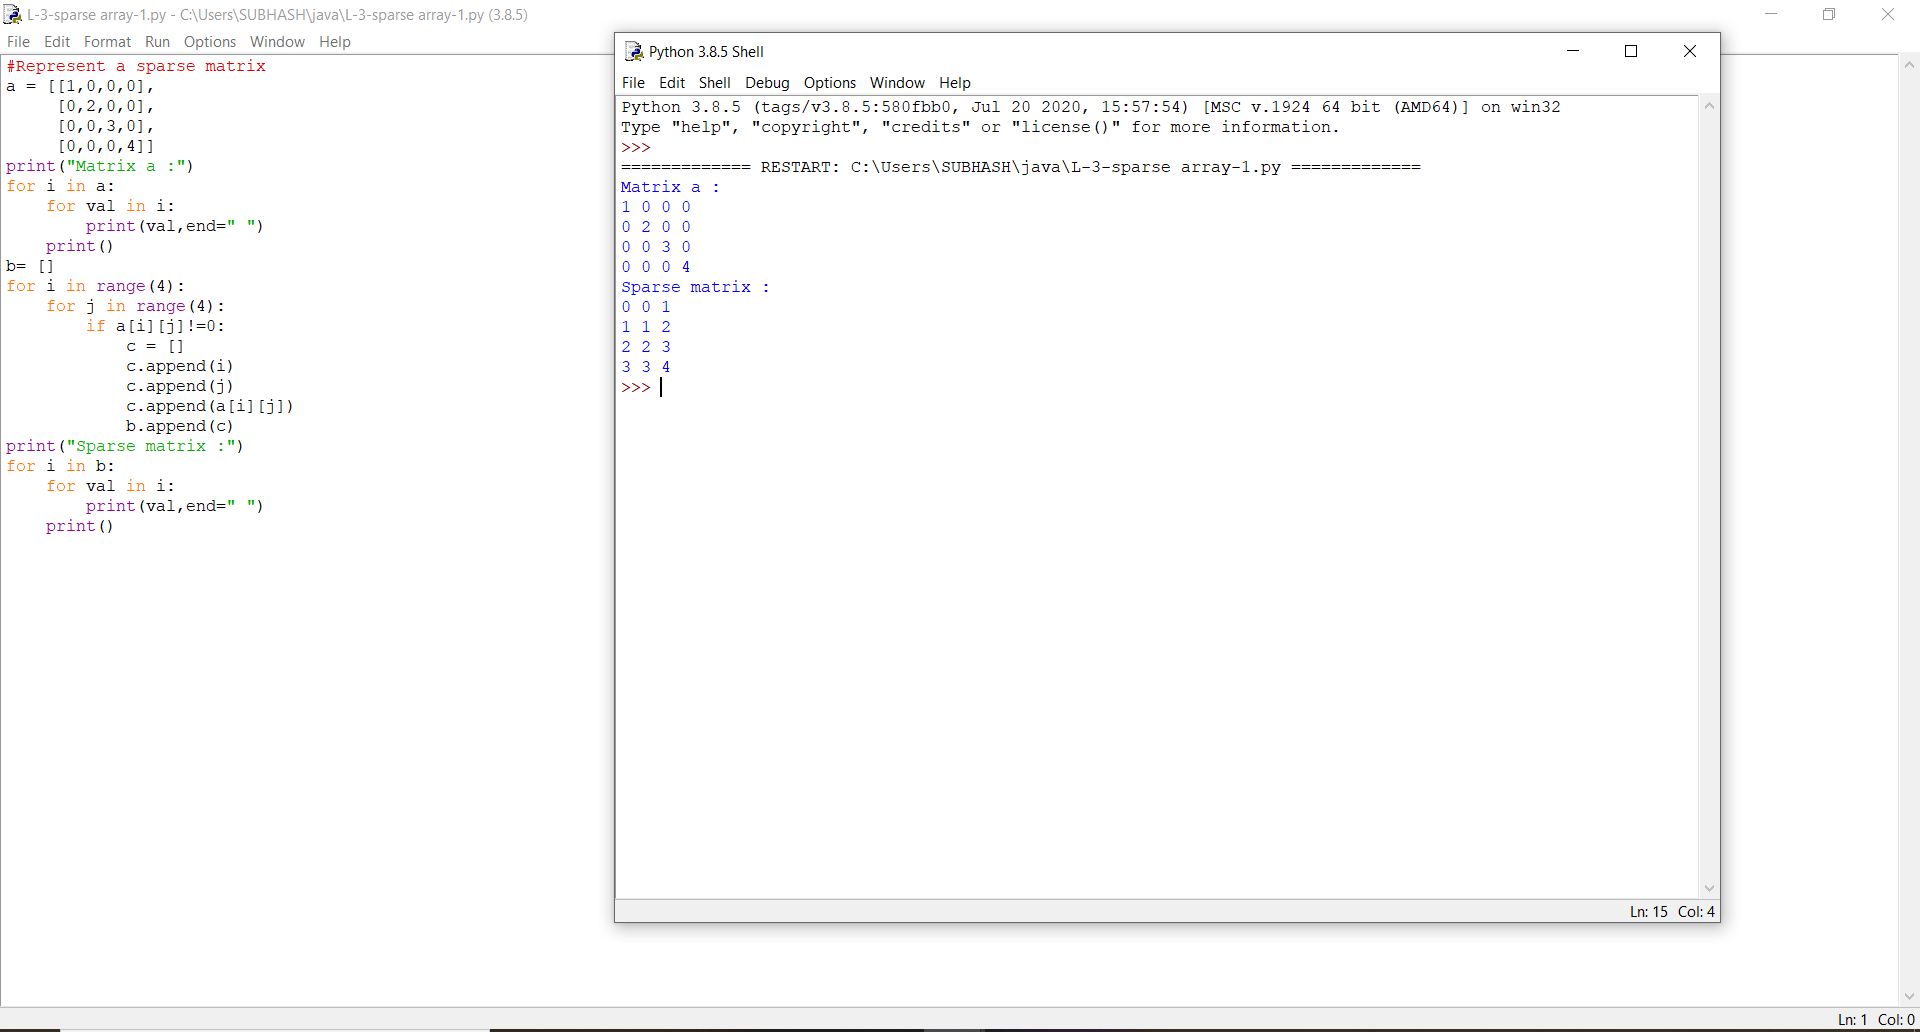 L-3-sparse array-1.py - C:\Users\SUBHASH\java\L-3-sparse array-1.py (3.8.5)
File Edit Format Run Options Window Help
#Represent a sparse matrix
a = [[1,0,0,0],
     [0,2,0,0],
     [0,0,3,0],
     [0,0,0,4]]
print("Matrix a :")
for i in a:
    for val in i:
        print(val,end=" ")
    print()
b= []
for i in range(4):
    for j in range(4):
        if a[i][j]!=0:
            c = []
            c.append(i)
            c.append(j)
            c.append(a[i][j])
            b.append(c)
print("Sparse matrix :")
for i in b:
    for val in i:
        print(val,end=" ")
    print()
Python 3.8.5 Shell
File Edit Shell Debug Options Window Help
Python 3.8.5 (tags/v3.8.5:580fbb0, Jul 20 2020, 15:57:54) [MSC v.1924 64 bit (AMD64)] on win32
Type "help", "copyright", "credits" or "license()" for more information.
>>>
============= RESTART: C:\Users\SUBHASH\java\L-3-sparse array-1.py =============
Matrix a :
1 0 0 0
0 2 0 0
0 0 3 0
0 0 0 4
Sparse matrix :
0 0 1
1 1 2
2 2 3
3 3 4
>>>
Ln: 15 Col: 4
Ln: 1 Col: 0